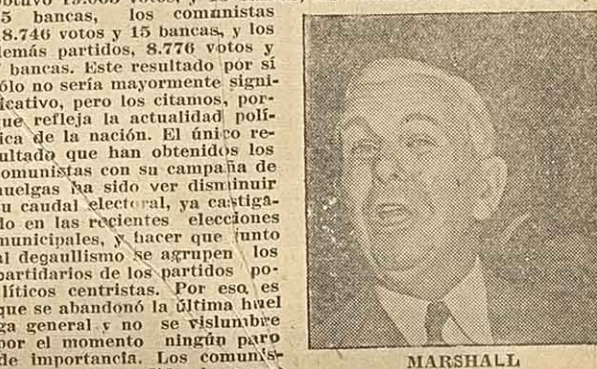 5 bancas, los comunistas
8.746 votos y 15 bancas, y los
demás partidos, 8.776 votos y
bancas. Este resultado por sí
sólo no sería mayormente signi-
ficativo, pero los citamos, por-
que refleja la actualidad polí-
ica de la nación. El único re-
sultado que han obtenidos los
comunistas con su campaña de
huelgas ha sido ver disminuir
su caudal electoral, ya castiga-
do en las recientes elecciones
municipales, y hacer que junto
al degaullismo se agrupen los
partidarios de los partidos po-
líticos centristas. Por eso es
que se abandonó la última huel
ga general y no se vislumbre
por el momento ningún paro
de importancia. Los comunis-
MARSHALL